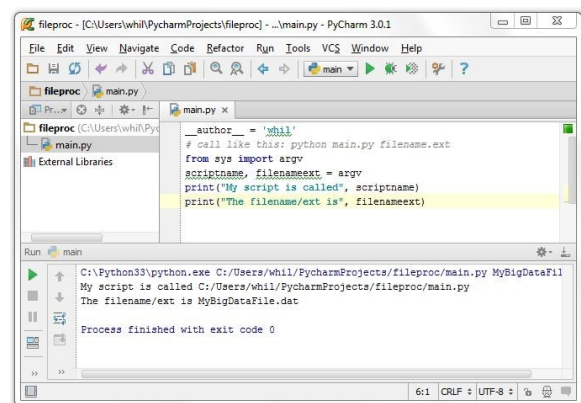 fileproc - [C:\Users\whil\PycharmProjects\fileproc] - ...\main.py - PyCharm 3.0.1
File Edit View Navigate Code Refactor Run Tools VCS Window Help
main
fileproc main.py
Pr... main.py
fileproc (C:\Users\whil\Pyc
main.py
External Libraries
__author__ = 'whil'
# call like this: python main.py filename.ext
from sys import argv
scriptname, filenameext = argv
print("My script is called", scriptname)
print("The filename/ext is", filenameext)
Run main
C:\Python33\python.exe C:/Users/whil/PycharmProjects/fileproc/main.py MyBigDataFil
My script is called C:/Users/whil/PycharmProjects/fileproc/main.py
The filename/ext is MyBigDataFile.dat
Process finished with exit code 0
6:1 CRLF UTF-8